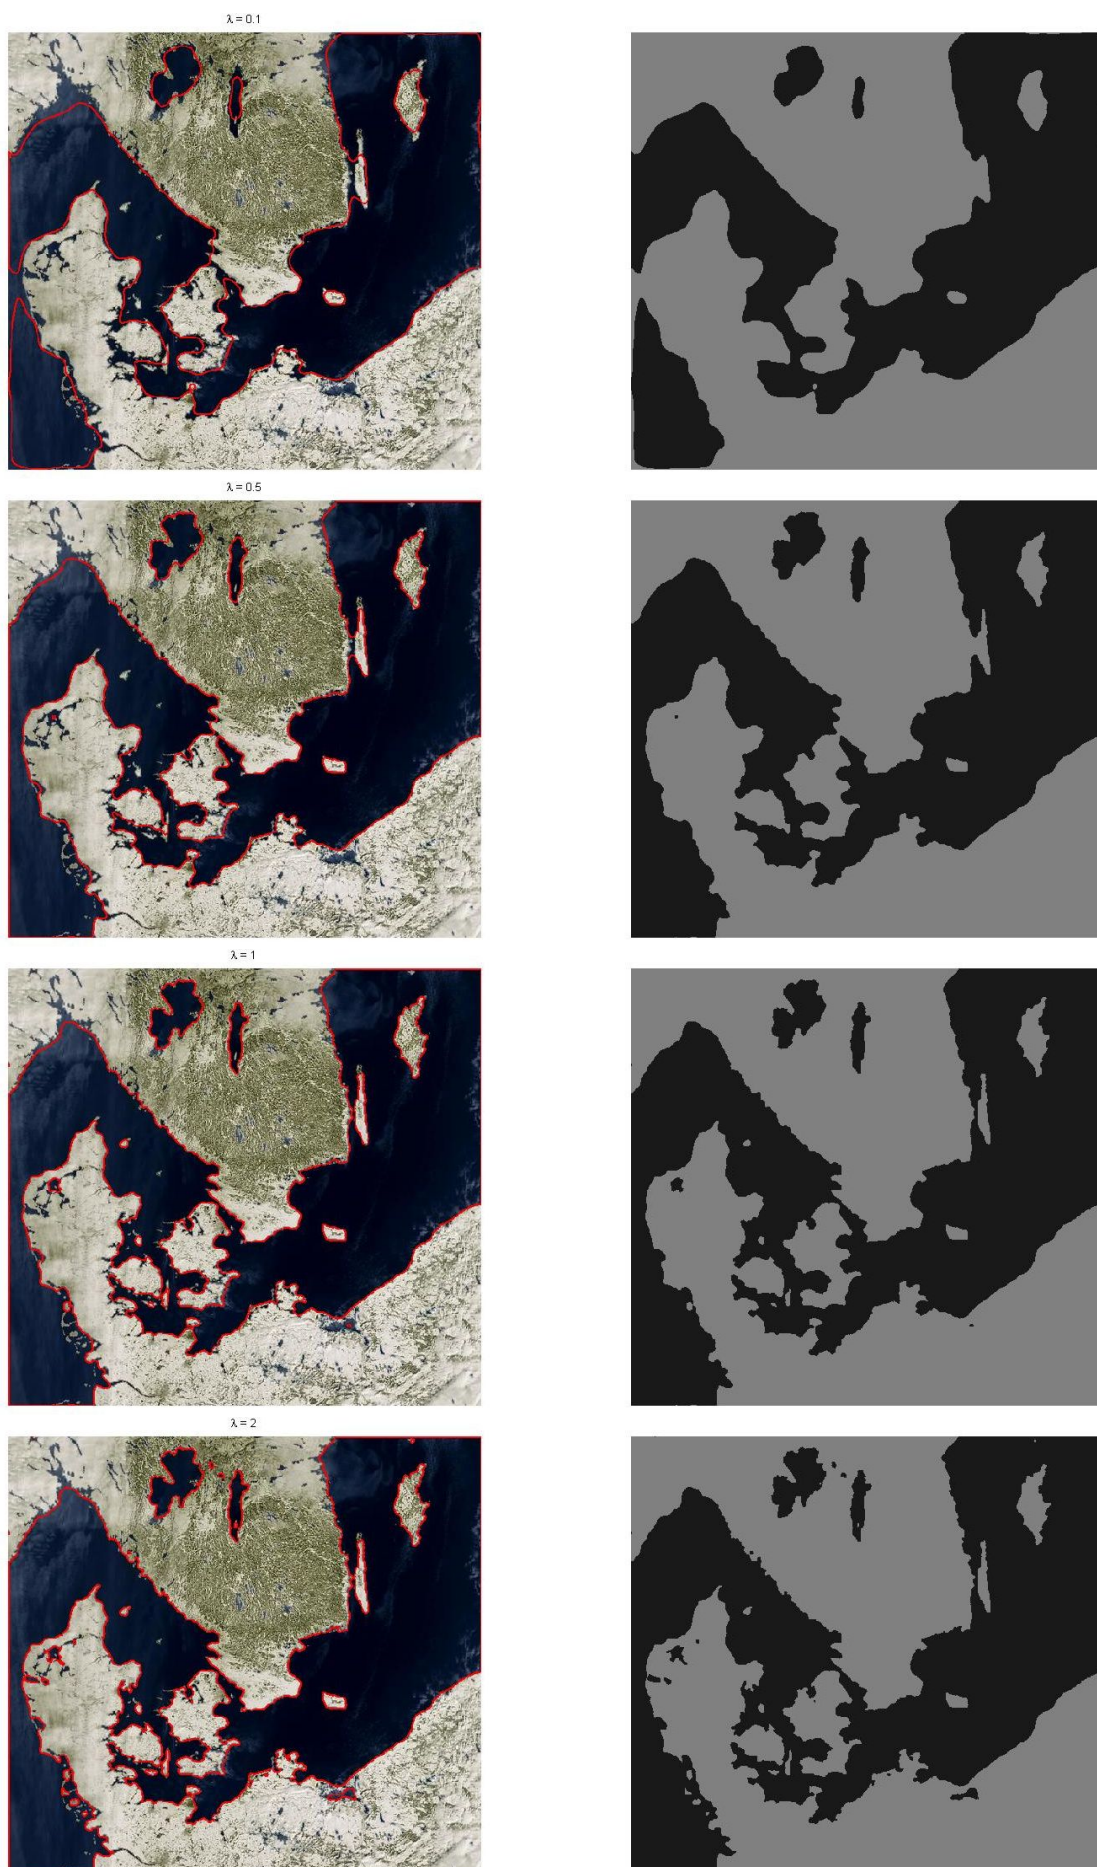 λ = 0.1
λ = 0.5
λ = 1
λ = 2